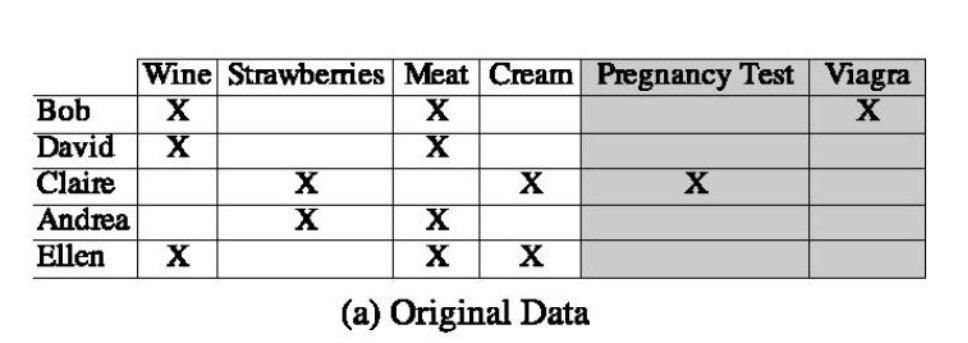 Wine Strawberries Meat Cream Pregnancy Test Viagra
Bob X X X
David X X
Claire X X X
Andrea X X
Ellen X X X
(a) Original Data